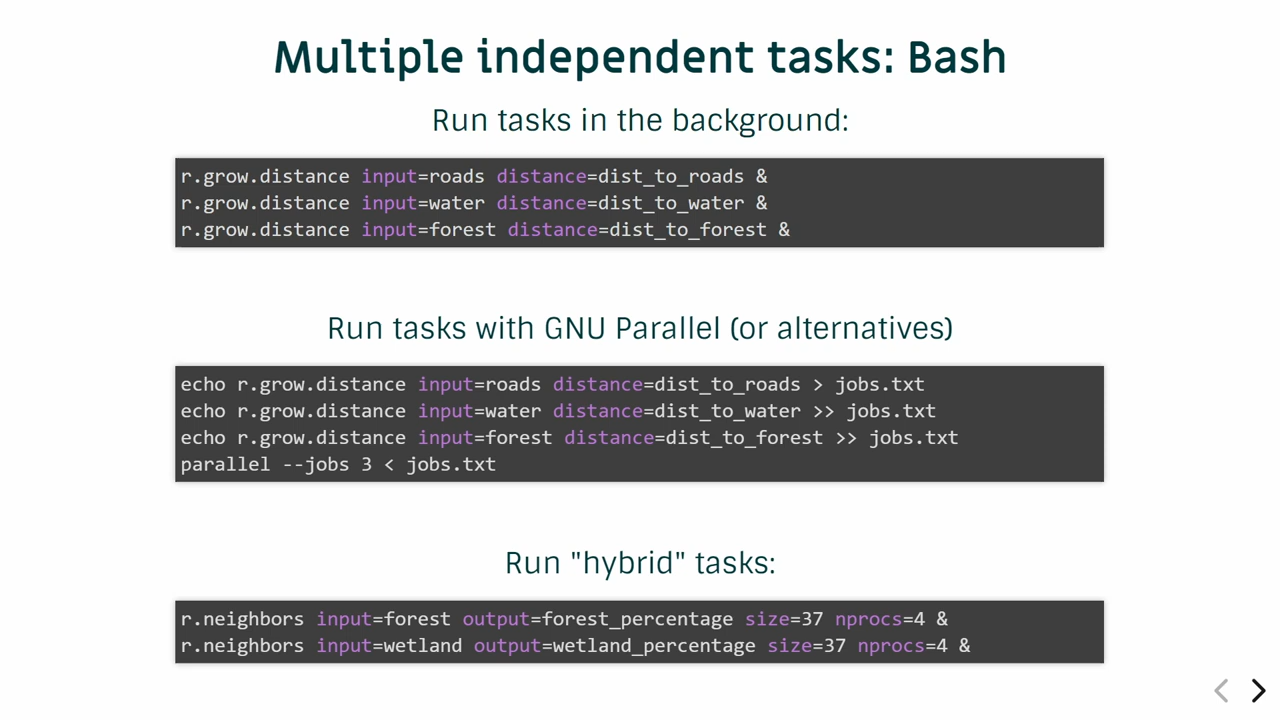 Multiple independent tasks: Bash
Run tasks in the background:
r.grow.distance input=roads distance=dist_to_roads &
r.grow.distance input=water distance=dist_to_water &
r.grow.distance input=forest distance=dist_to_forest &
Run tasks with GNU Parallel (or alternatives)
echo r.grow.distance input=roads distance=dist_to_roads > jobs.txt
echo r.grow.distance input=water distance=dist_to_water >> jobs.txt
echo r.grow.distance input=forest distance=dist_to_forest >> jobs.txt
parallel --jobs 3 < jobs.txt
Run "hybrid" tasks:
r.neighbors input=forest output=forest_percentage size=37 nprocs=4 &
r.neighbors input=wetland output=wetland_percentage size=37 nprocs=4 &